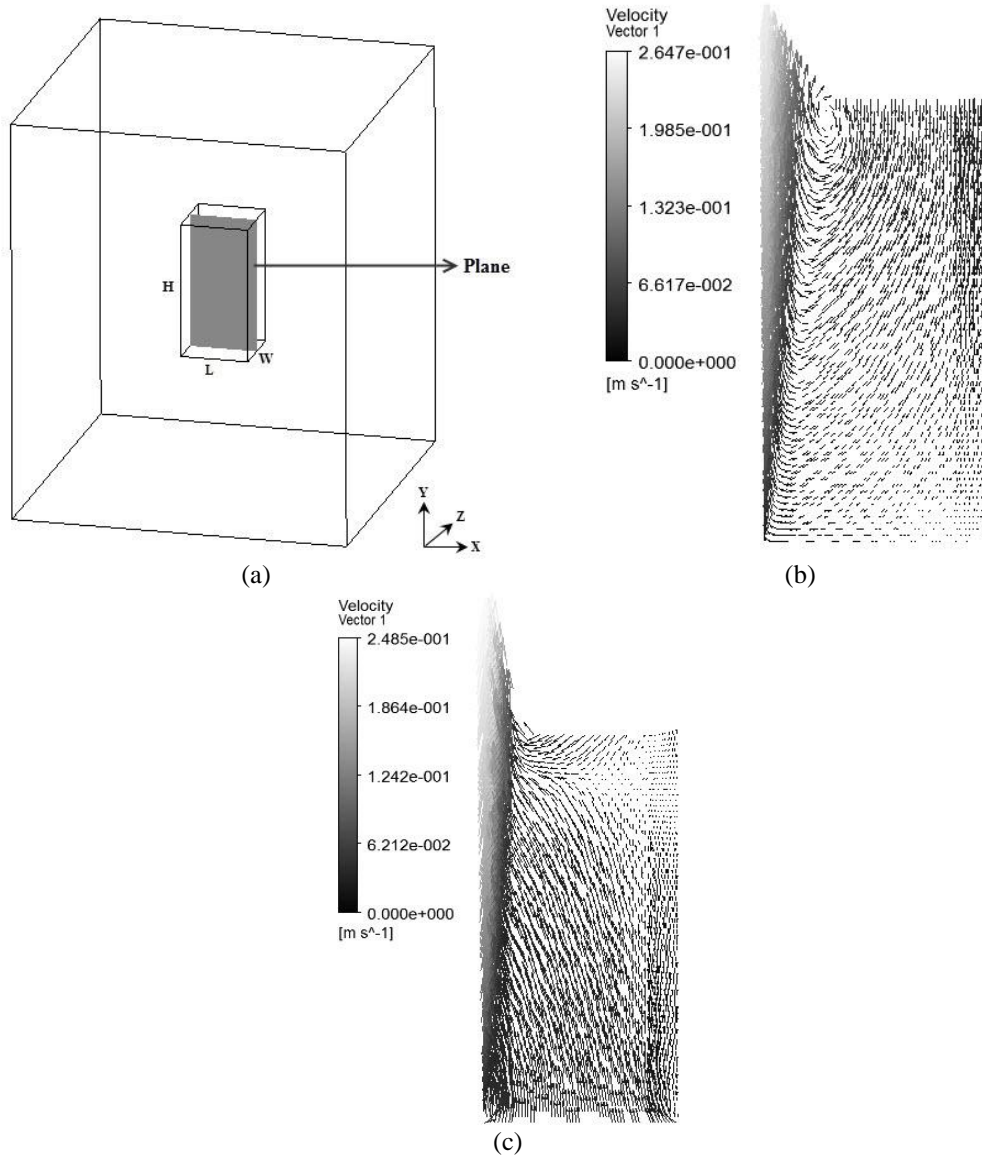 Plane
H
W
L
Y
Z
X
(a)
Velocity
Vector 1
2.647e-001
1.985e-001
1.323e-001
6.617e-002
0.000e+000
[m s^-1]
(b)
Velocity
Vector 1
2.485e-001
1.864e-001
1.242e-001
6.212e-002
0.000e+000
[m s^-1]
(c)